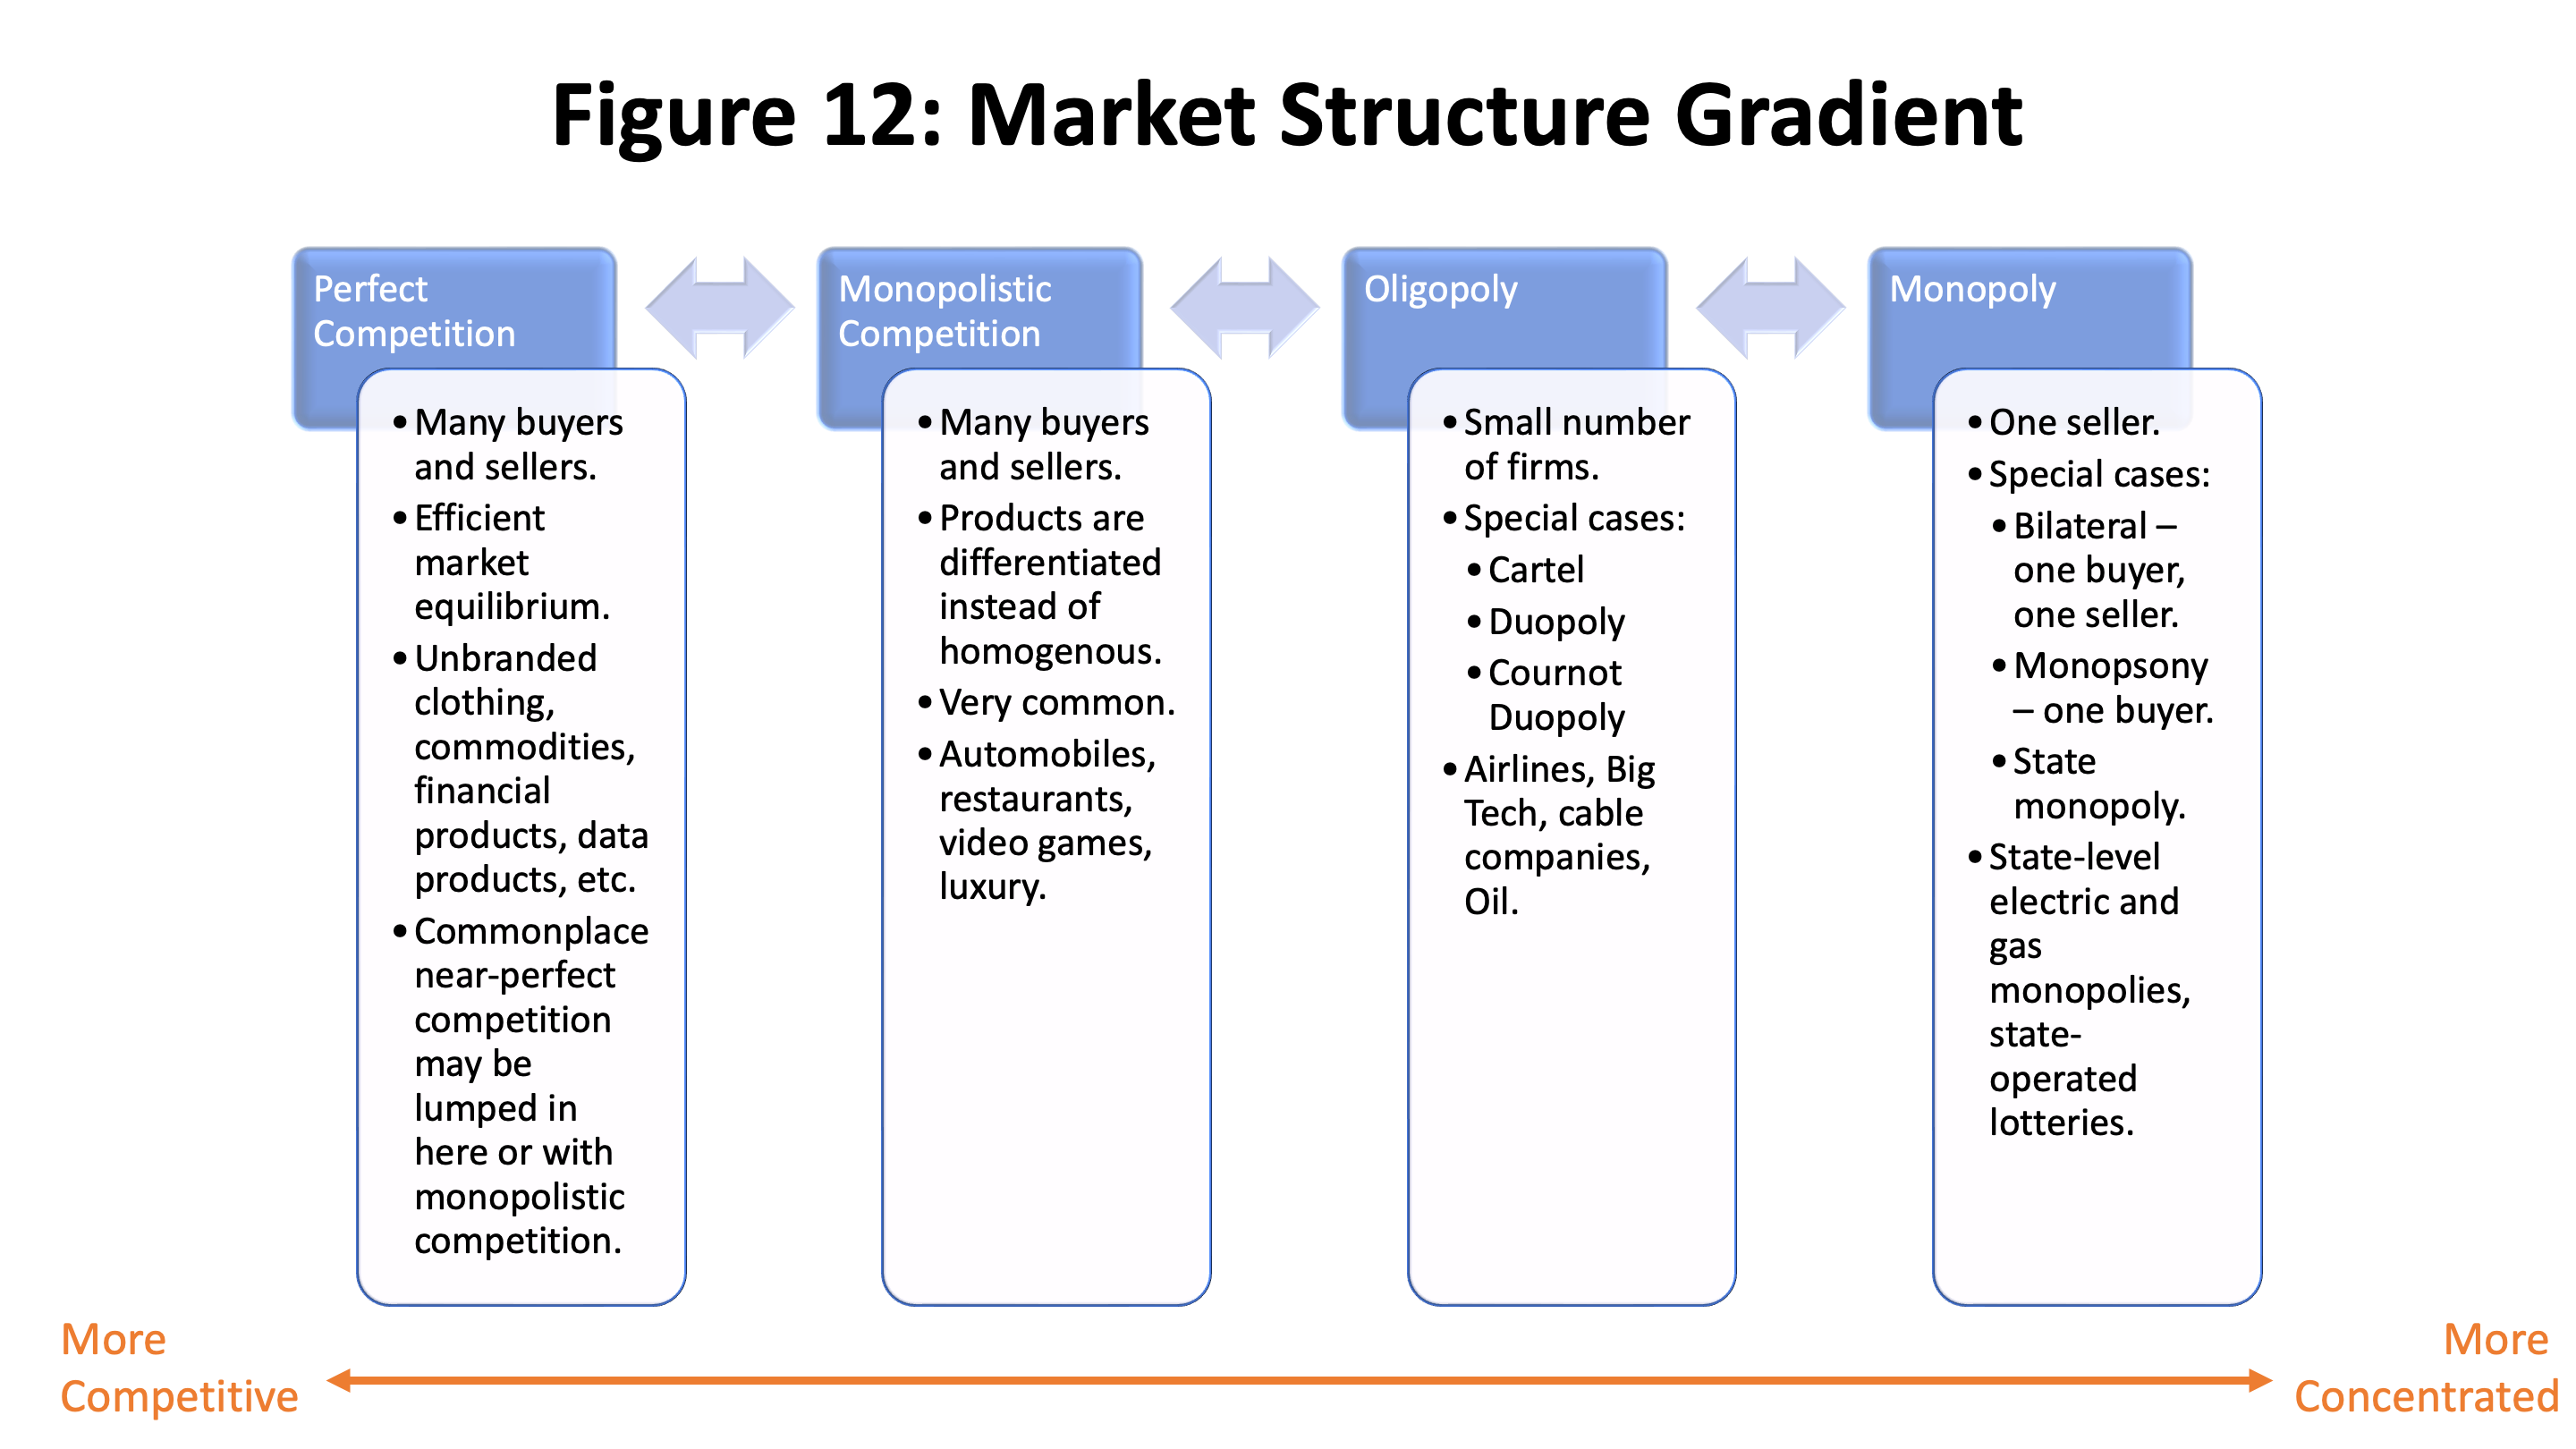 Figure 12: Market Structure Gradient
Perfect
Competition
• Many buyers
and sellers.
• Efficient
market
equilibrium.
• Unbranded
clothing,
commodities,
financial
products, data
products, etc.
• Commonplace
near-perfect
competition
may be
lumped in
here or with
monopolistic
competition.
Monopolistic
Competition
• Many buyers
and sellers.
• Products are
differentiated
instead of
homogenous.
• Very common.
• Automobiles,
restaurants,
video games,
luxury.
Oligopoly
• Small number
of firms.
• Special cases:
• Cartel
• Duopoly
• Cournot
Duopoly
• Airlines, Big
Tech, cable
companies,
Oil.
Monopoly
• One seller.
• Special cases:
• Bilateral –
one buyer,
one seller.
• Monopsony
– one buyer.
• State
monopoly.
• State-level
electric and
gas
monopolies,
state-
operated
lotteries.
More
Competitive
More
Concentrated